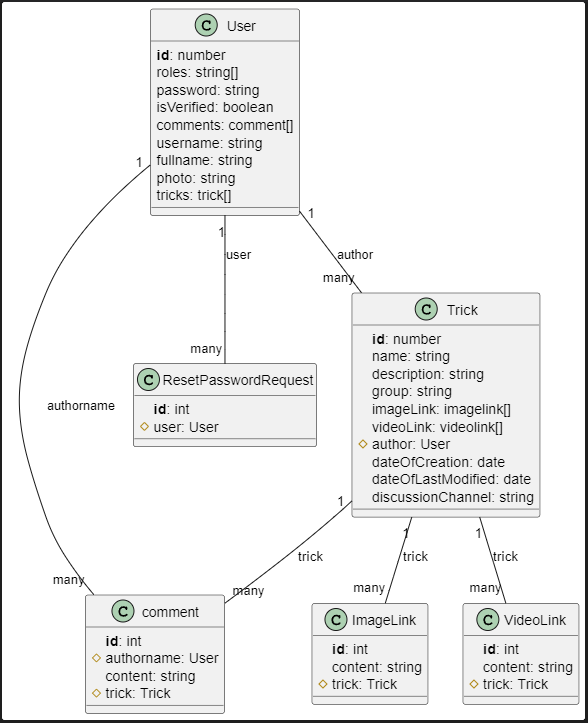 C User
id: number
roles: string[]
password: string
isVerified: boolean
comments: comment[]
username: string
fullname: string
photo: string
tricks: trick[]
1
1
1
user
author
many
many
C Trick
id: number
name: string
description: string
group: string
imageLink: imagelink[]
videoLink: videolink[]
author: User
dateOfCreation: date
dateOfLastModified: date
discussionChannel: string
C ResetPasswordRequest
id: int
user: User
authorname
1
1
1
trick
trick
trick
many
many
many
many
C comment
id: int
authorname: User
content: string
trick: Trick
C ImageLink
id: int
content: string
trick: Trick
C VideoLink
id: int
content: string
trick: Trick